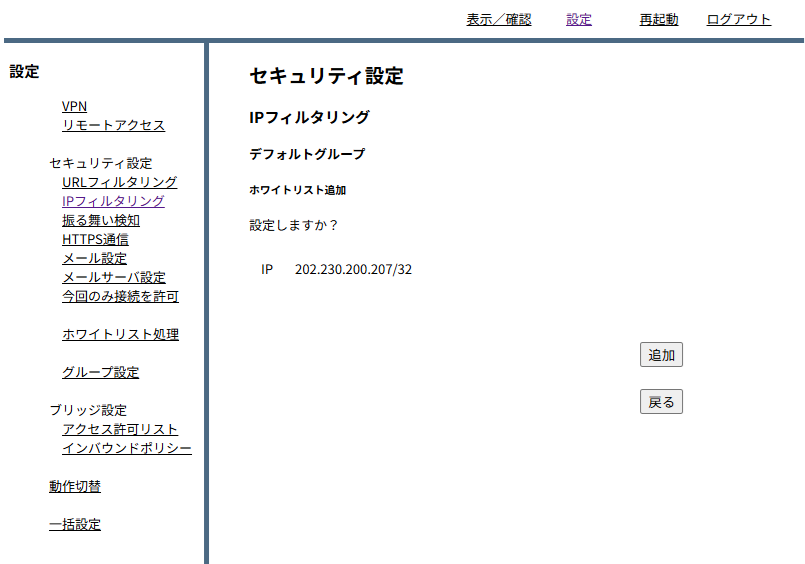 表示／確認 設定 再起動 ログアウト
設定
VPN
リモートアクセス
セキュリティ設定
URLフィルタリング
IPフィルタリング
振る舞い検知
HTTPS通信
メール設定
メールサーバ設定
今回のみ接続を許可
ホワイトリスト処理
グループ設定
ブリッジ設定
アクセス許可リスト
インバウンドポリシー
動作切替
一括設定
セキュリティ設定
IPフィルタリング
デフォルトグループ
ホワイトリスト追加
設定しますか？
IP 202.230.200.207/32
追加
戻る